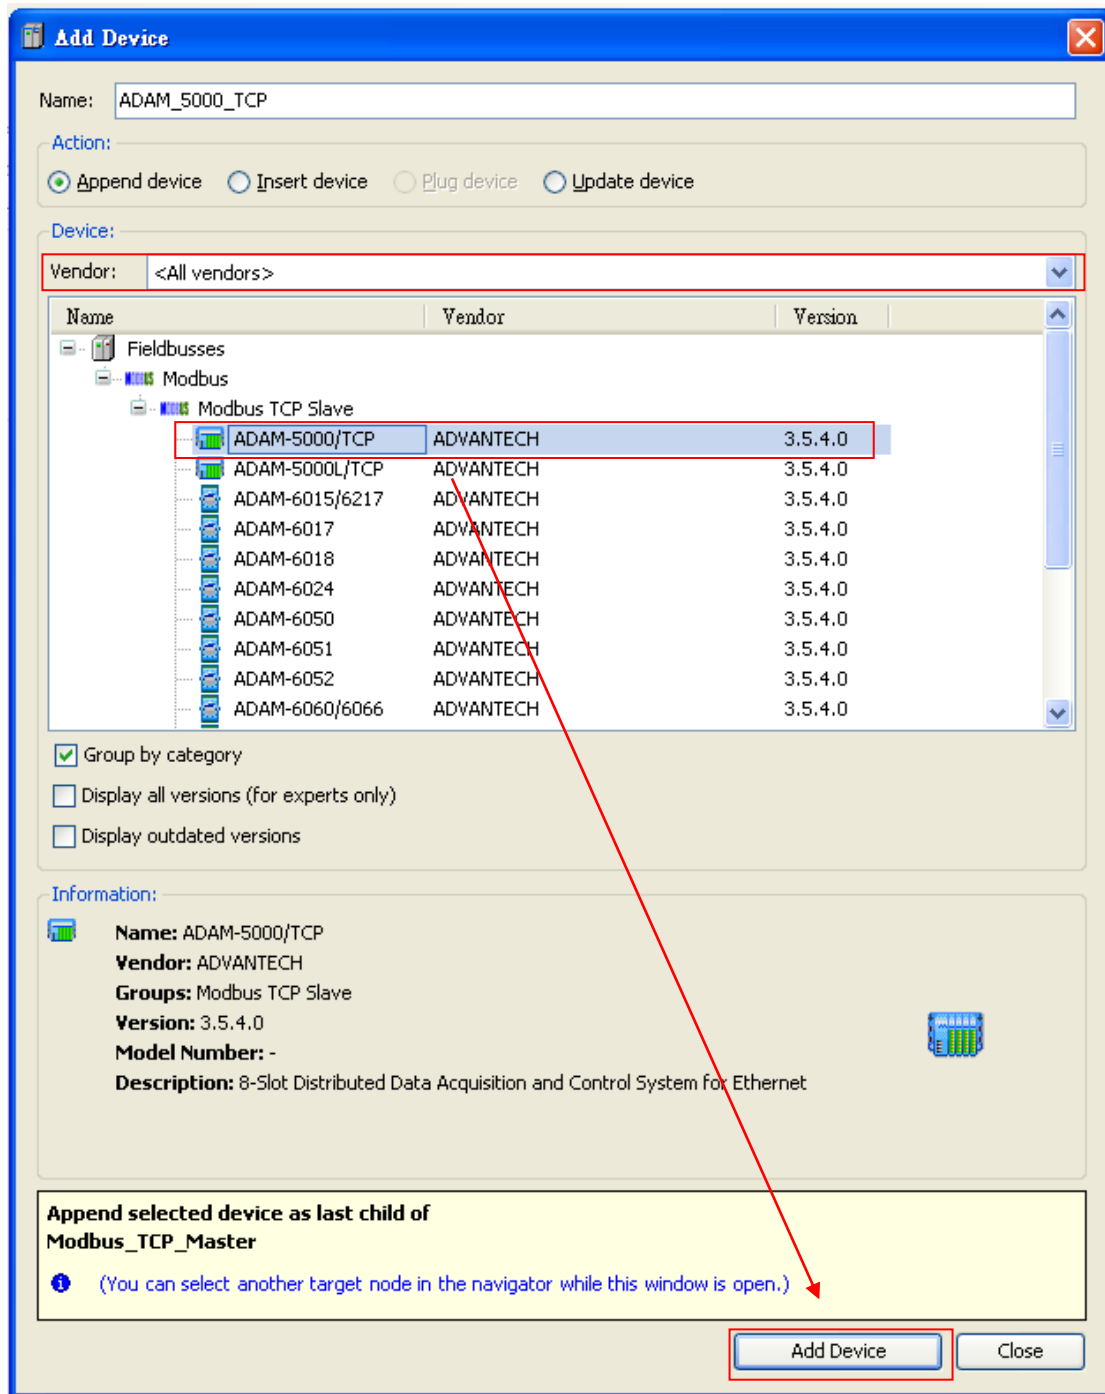 Add Device
Name: ADAM_5000_TCP
Action:
Append device Insert device Plug device Update device
Device:
Vendor: <All vendors>
Name Vendor Version
Fieldbusses
MODBUS Modbus
MODBUS Modbus TCP Slave
ADAM-5000/TCP ADVANTECH 3.5.4.0
ADAM-5000L/TCP ADVANTECH 3.5.4.0
ADAM-6015/6217 ADVANTECH 3.5.4.0
ADAM-6017 ADVANTECH 3.5.4.0
ADAM-6018 ADVANTECH 3.5.4.0
ADAM-6024 ADVANTECH 3.5.4.0
ADAM-6050 ADVANTECH 3.5.4.0
ADAM-6051 ADVANTECH 3.5.4.0
ADAM-6052 ADVANTECH 3.5.4.0
ADAM-6060/6066 ADVANTECH 3.5.4.0
Group by category
Display all versions (for experts only)
Display outdated versions
Information:
Name: ADAM-5000/TCP
Vendor: ADVANTECH
Groups: Modbus TCP Slave
Version: 3.5.4.0
Model Number: -
Description: 8-Slot Distributed Data Acquisition and Control System for Ethernet
Append selected device as last child of
Modbus_TCP_Master
(You can select another target node in the navigator while this window is open.)
Add Device Close